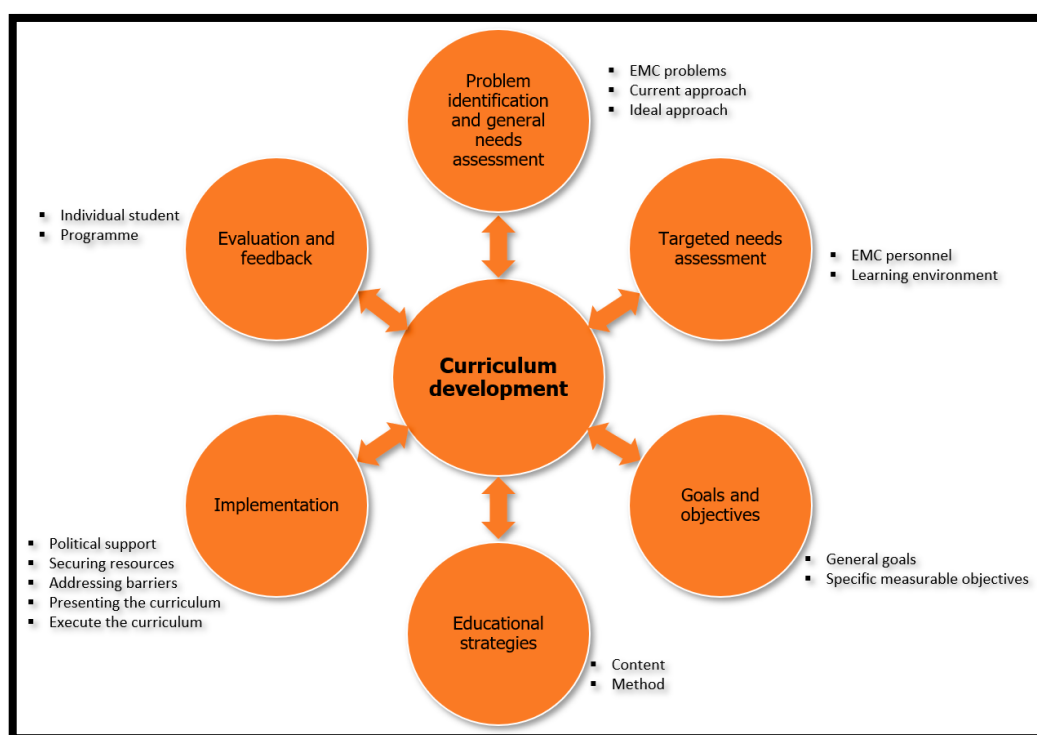 Problem
identification
and general
needs
assessment
▪ EMC problems
▪ Current approach
▪ Ideal approach
Targeted needs
assessment
▪ EMC personnel
▪ Learning environment
Goals and
objectives
▪ General goals
▪ Specific measurable objectives
Educational
strategies
▪ Content
▪ Method
Implementation
▪ Political support
▪ Securing resources
▪ Addressing barriers
▪ Presenting the curriculum
▪ Execute the curriculum
Evaluation and
feedback
▪ Individual student
▪ Programme
Curriculum
development